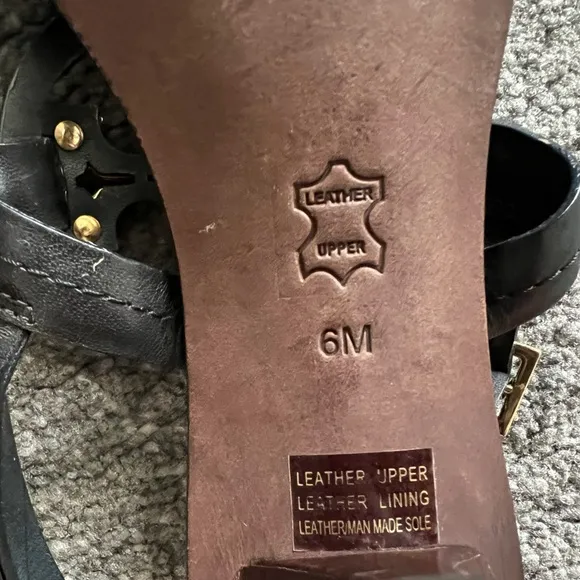 LEATHER
UPPER
6M
LEATHER UPPER
LEATHER LINING
LEATHER/MAN MADE SOLE